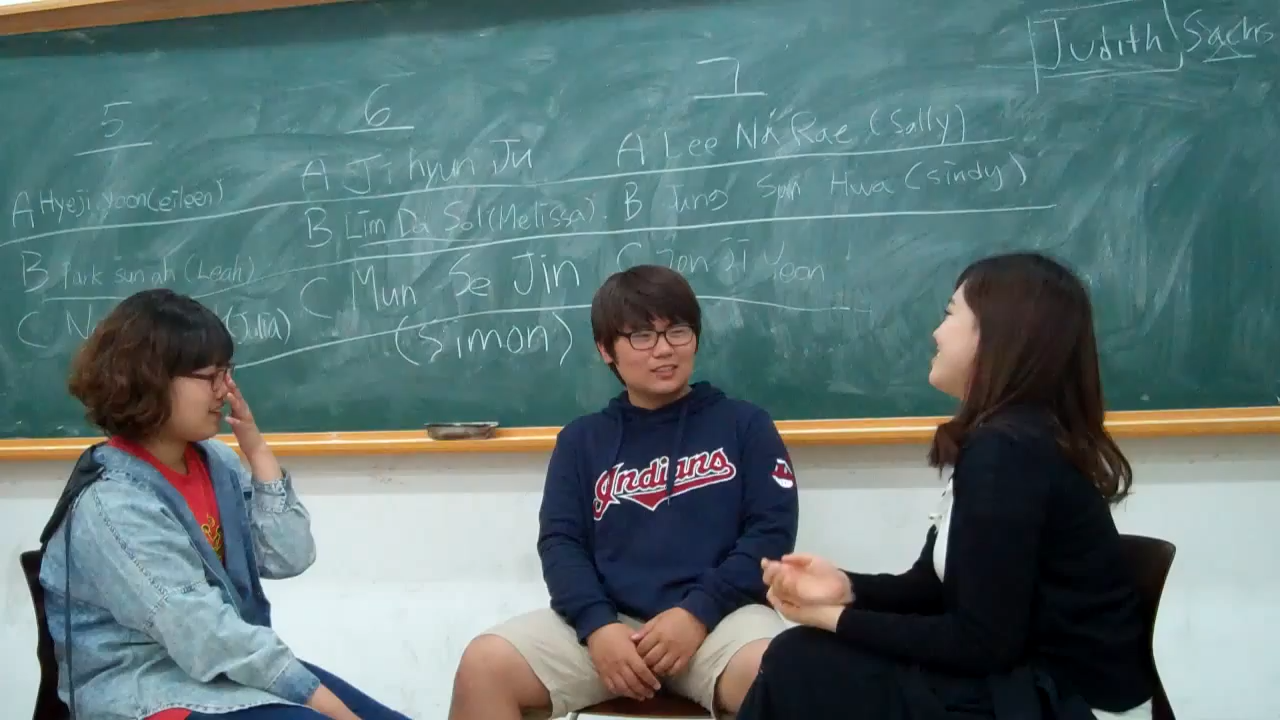 Judith Sachs
5
A Hyeji Yoon (eileen)
B Park sun ah (Leah)
C (Julia)
6
A Ji hyun Ju
B Lim Da Sol (Melissa)
C Mun Se Jin
(Simon)
7
A Lee Na Rae (Sally)
B Jung Sun Hwa (Sindy)
C Yeon
Indians